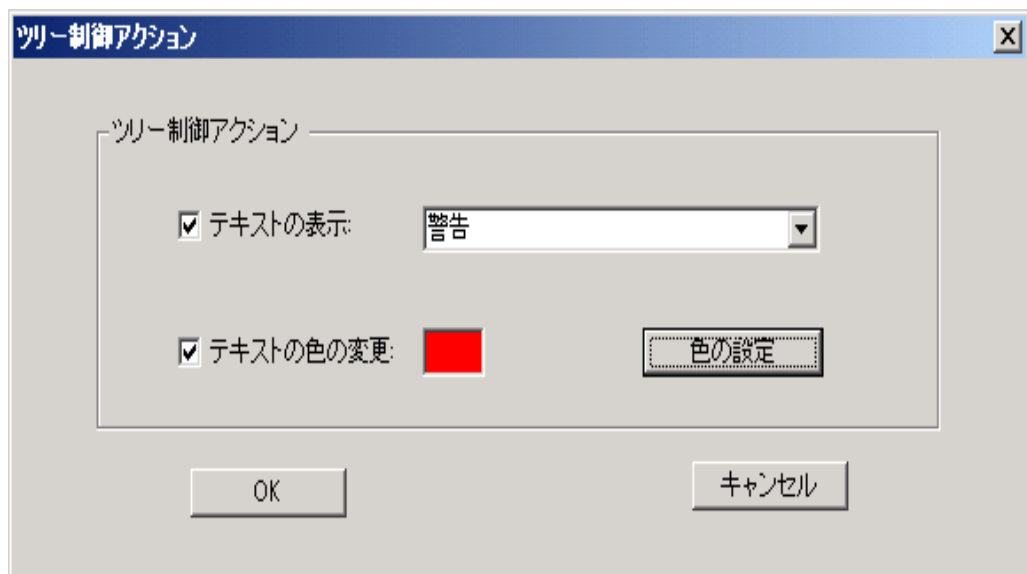 ツリー制御アクション
ツリー制御アクション
テキストの表示:
警告
テキストの色の変更:
色の設定
OK
キャンセル